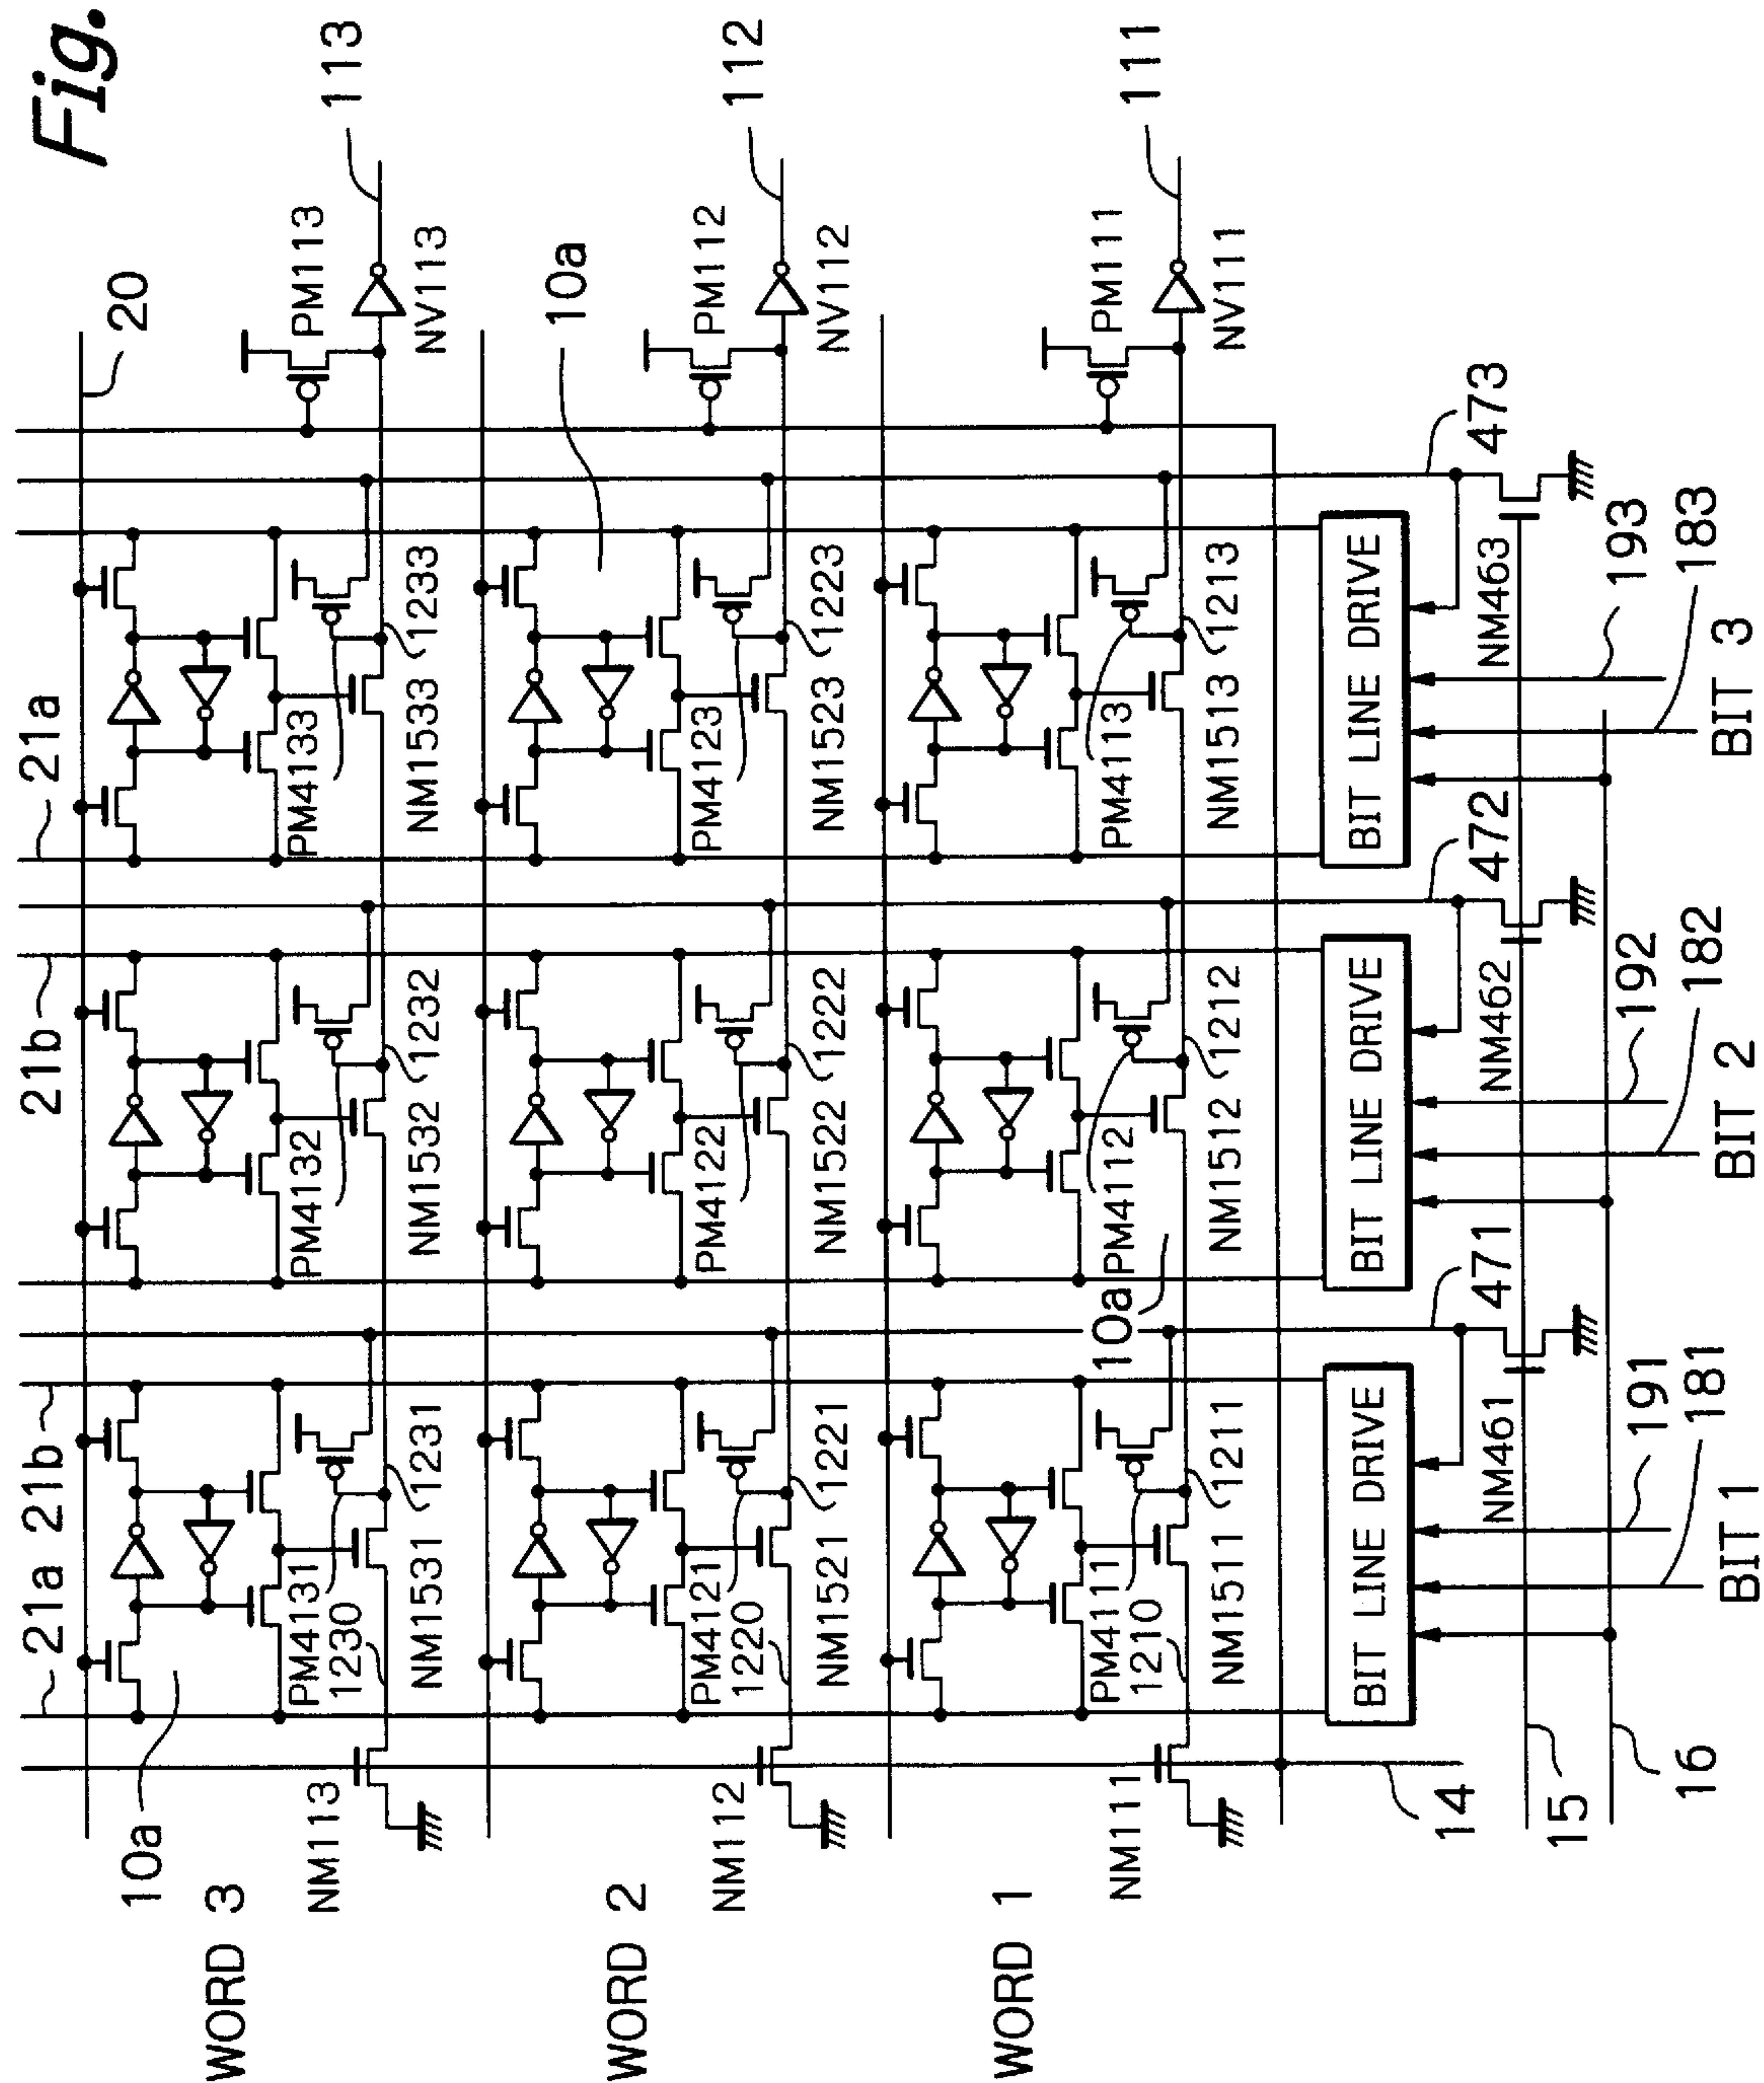 Fig.
21a
21b
21b
21a
20
WORD 3
10a
NM113
PM4131
1230
NM1531
1231
PM4132
NM1532
1232
PM4133
NM1533
1233
PM113
NV113
113
WORD 2
NM112
PM4121
1220
NM1521
1221
PM4122
NM1522
1222
PM4123
NM1523
1223
10a
PM112
NV112
112
WORD 1
NM111
PM4111
1210
NM1511
1211
10a
PM4112
NM1512
1212
PM4113
NM1513
1213
PM111
NV111
111
BIT LINE DRIVE
BIT LINE DRIVE
BIT LINE DRIVE
14
15
16
471
472
473
NM461
NM462
NM463
191
181
192
182
193
183
BIT 1
BIT 2
BIT 3